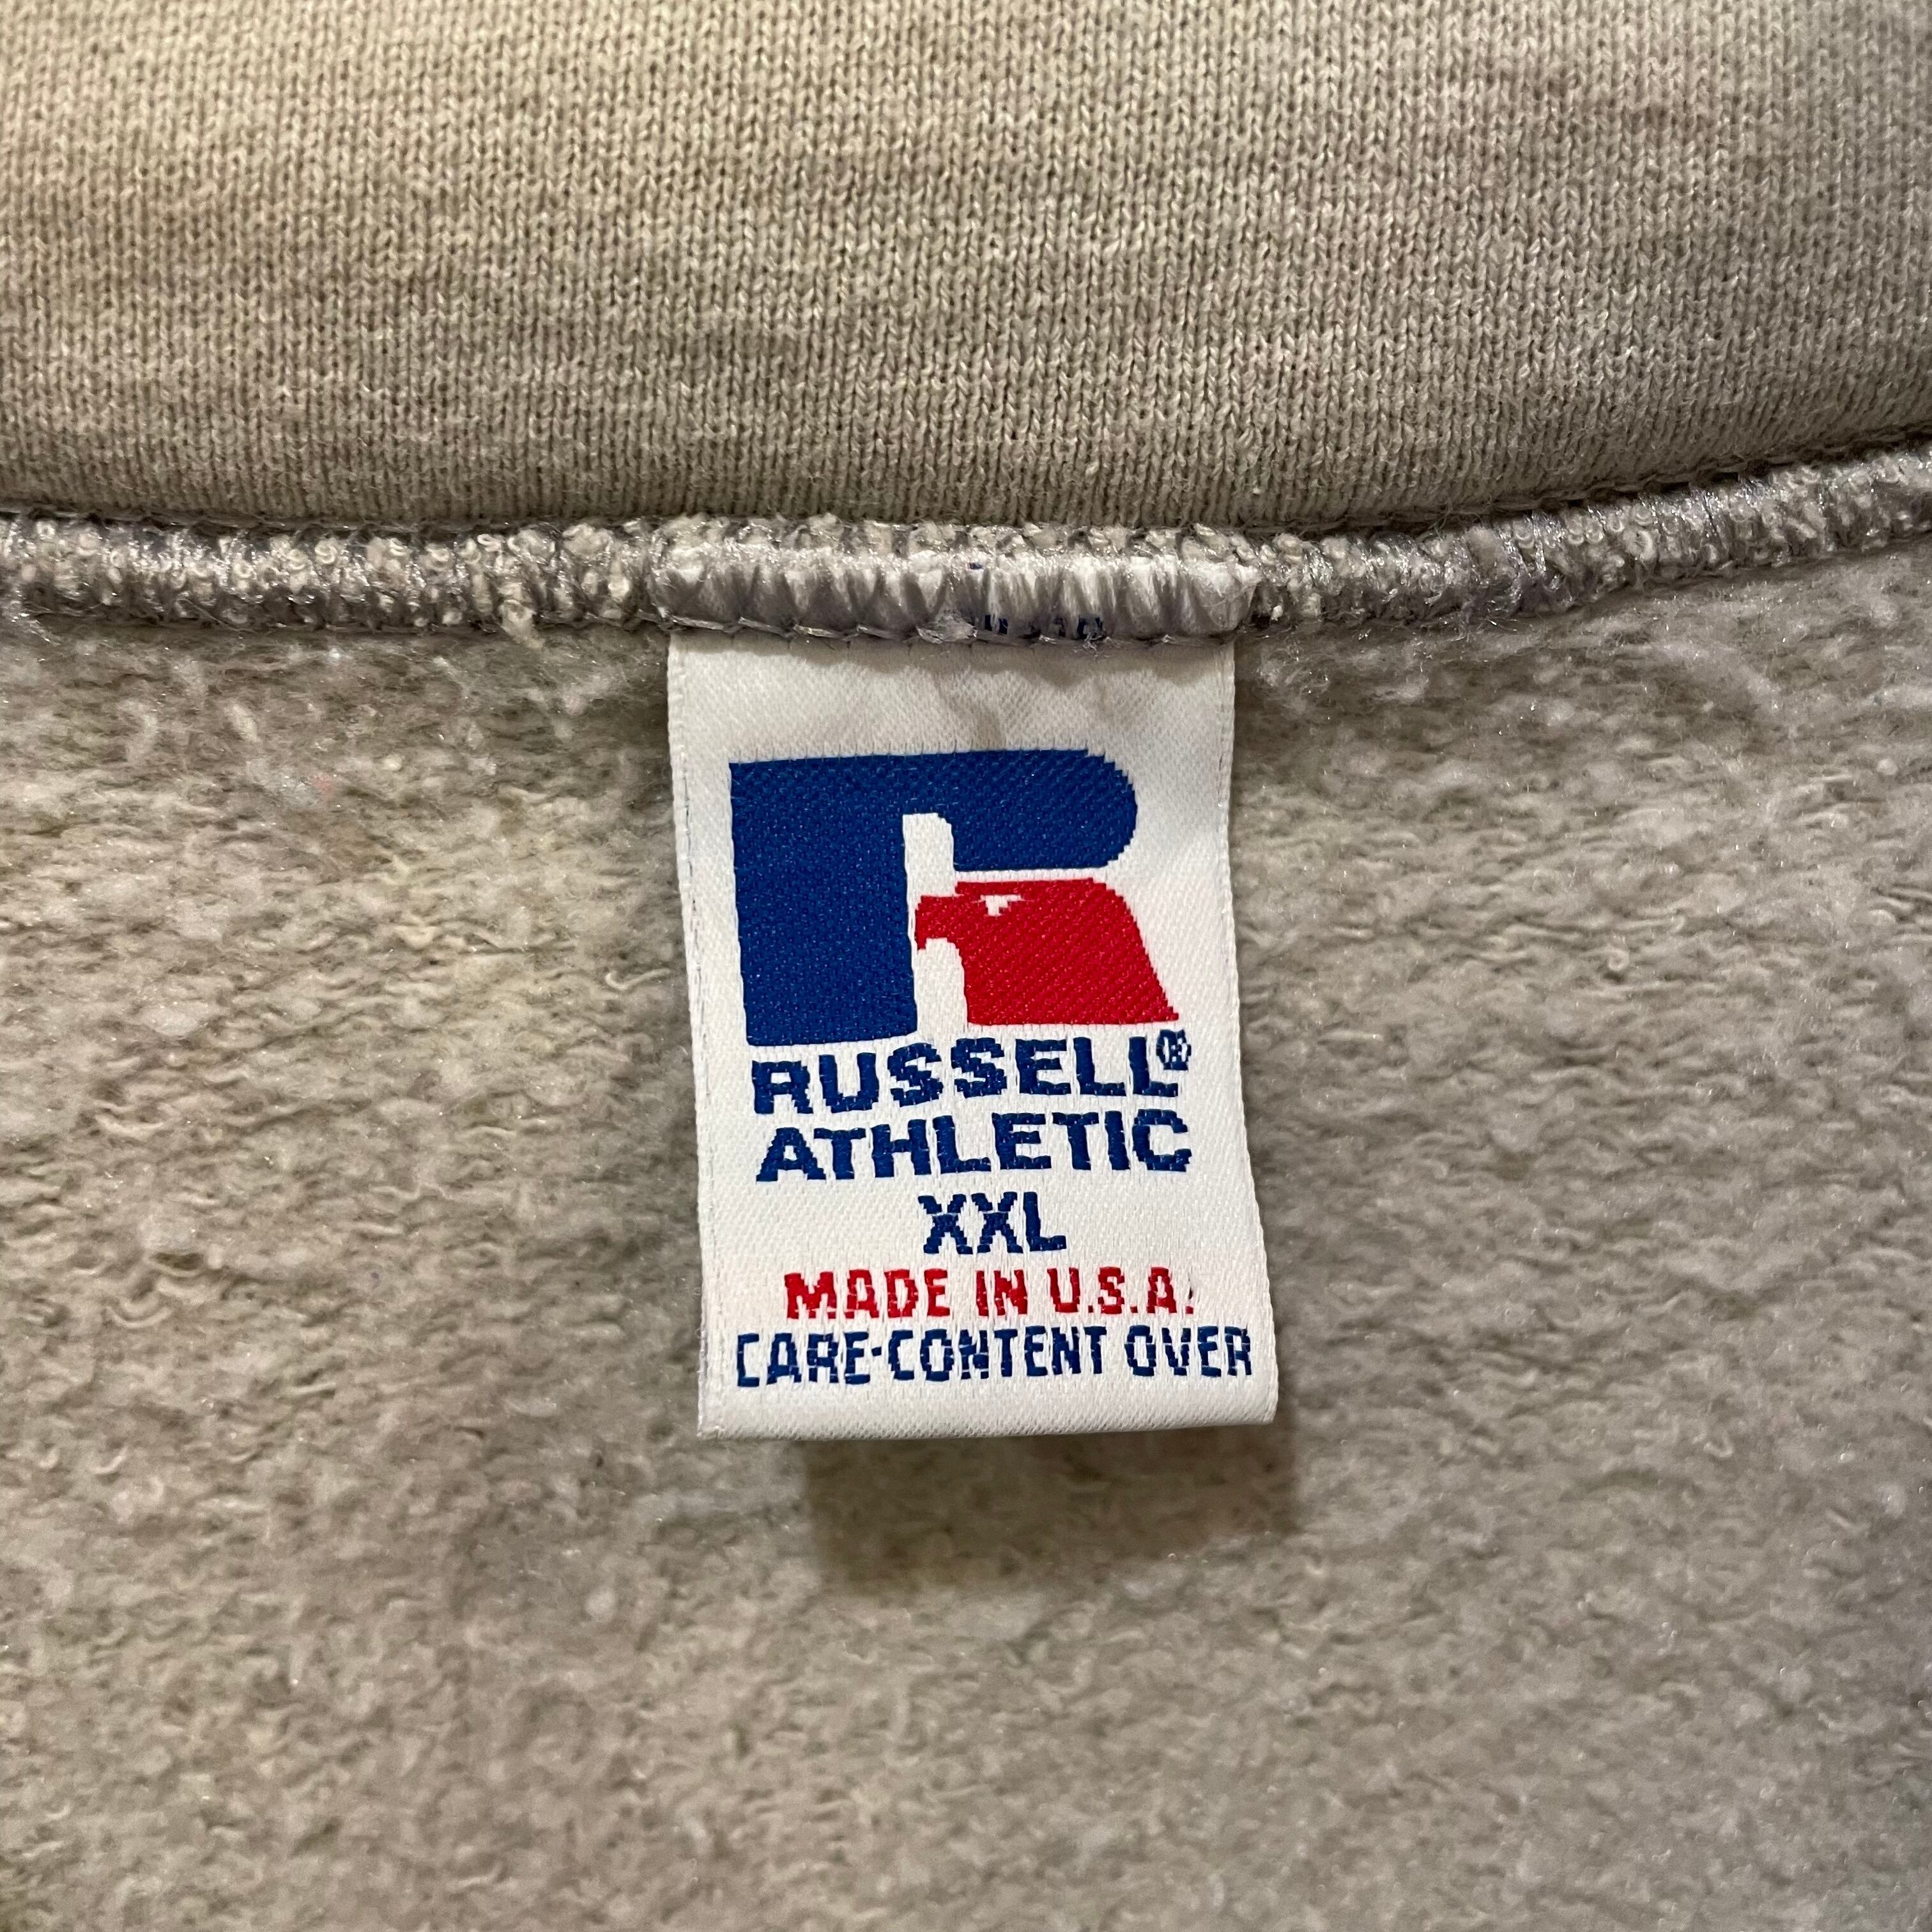 RUSSELL®
ATHLETIC
XXL
MADE IN U.S.A.
CARE-CONTENT OVER